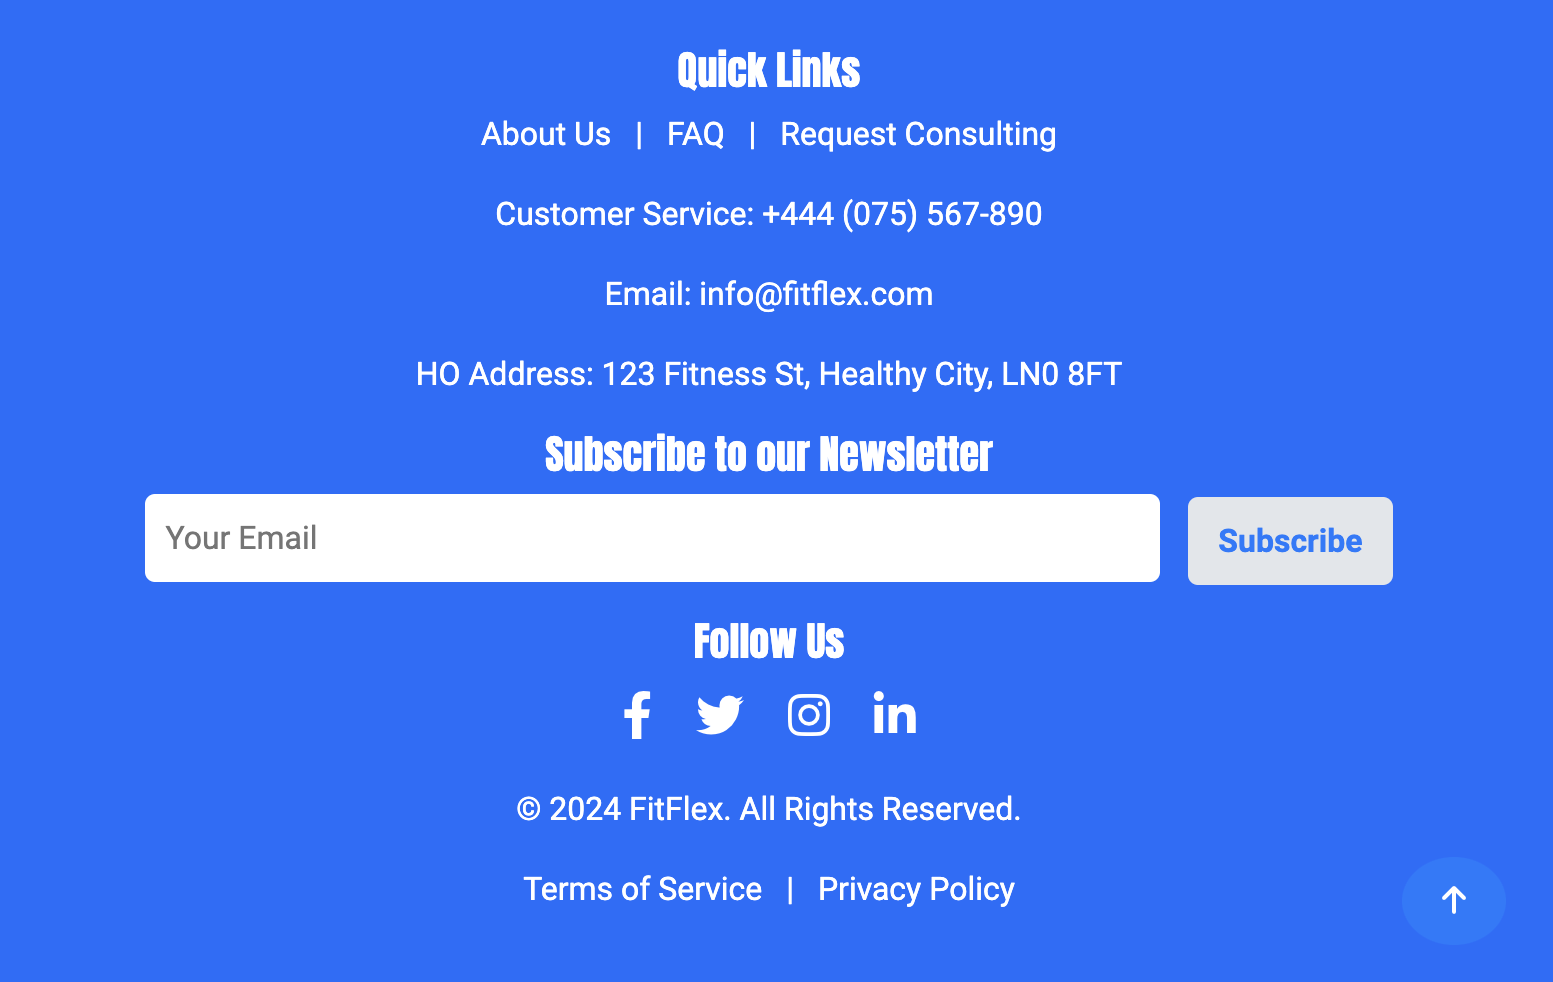 Quick Links
About Us | FAQ | Request Consulting
Customer Service: +444 (075) 567-890
Email: info@fitflex.com
HO Address: 123 Fitness St, Healthy City, LN0 8FT
Subscribe to our Newsletter
Your Email
Subscribe
Follow Us
© 2024 FitFlex. All Rights Reserved.
Terms of Service | Privacy Policy